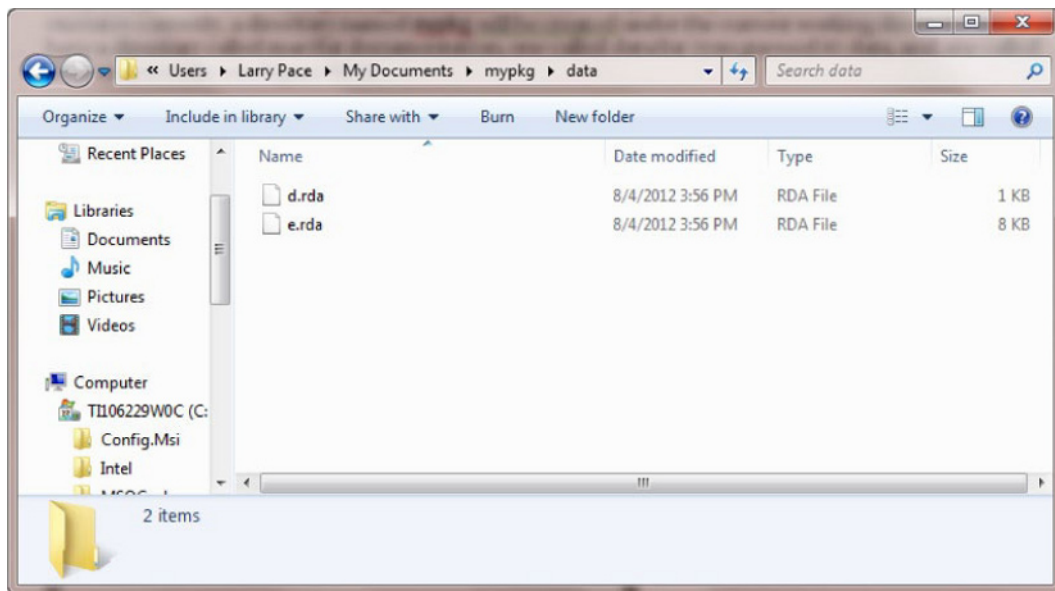 « Users ▸ Larry Pace ▸ My Documents ▸ mypkg ▸ data Search data
Organize Include in library Share with Burn New folder
Recent Places
Libraries
Documents
Music
Pictures
Videos
Computer
TI106229W0C (C:
Config.Msi
Intel
Name Date modified Type Size
d.rda 8/4/2012 3:56 PM RDA File 1 KB
e.rda 8/4/2012 3:56 PM RDA File 8 KB
2 items